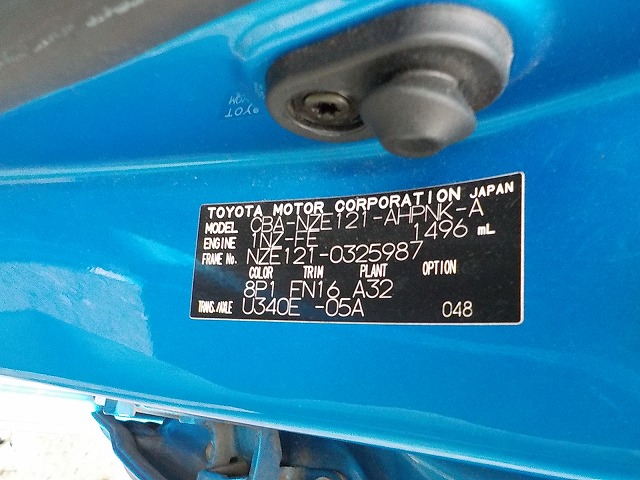 TOYOTA MOTOR CORPORATION JAPAN
MODEL CBA-NZE121-AHPNK-A
ENGINE 1NZ-FE 1496 mL
FRAME No. NZE121-0325987
COLOR TRIM PLANT OPTION
8P1 FN16 A32
TRANS./AXLE U340E -05A 048